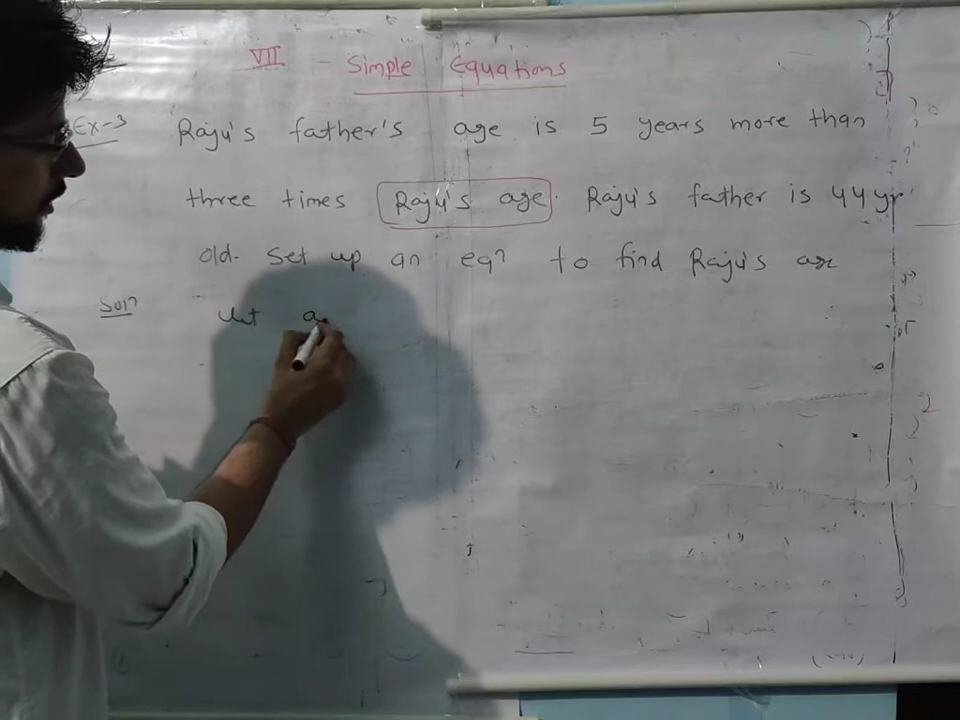 VII - Simple Equations
Ex-3 Raju's father's age is 5 years more than
three times Raju's age. Raju's father is 44 yr
old. Set up an eqn to find Raju's age
Soln Let a